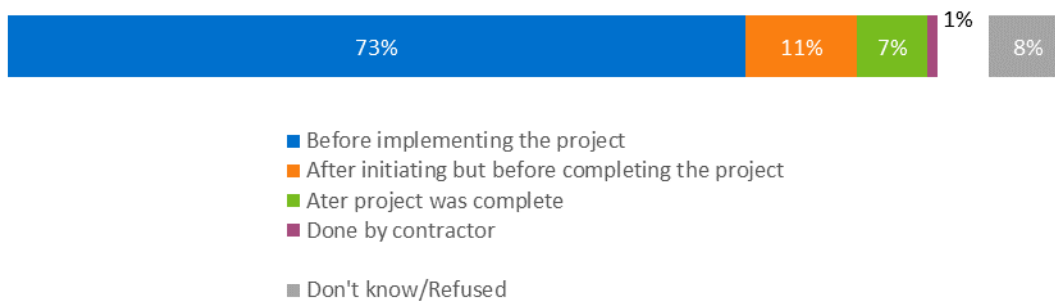 1%
73%
11%
7%
8%
Before implementing the project
After initiating but before completing the project
Ater project was complete
Done by contractor
Don't know/Refused